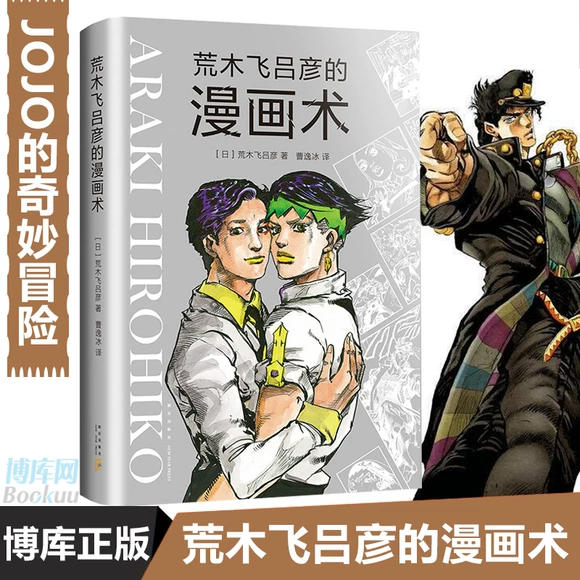 JOJO的奇妙冒险
荒木飞吕彦的漫画术
[日]荒木飞吕彦 著
曹逸冰 译
ARAKI HIROHIKO
荒木飞吕彦的
漫画术
[日]荒木飞吕彦 著 曹逸冰 译
博库网
Bookuu
博库正版
荒木飞吕彦的漫画术